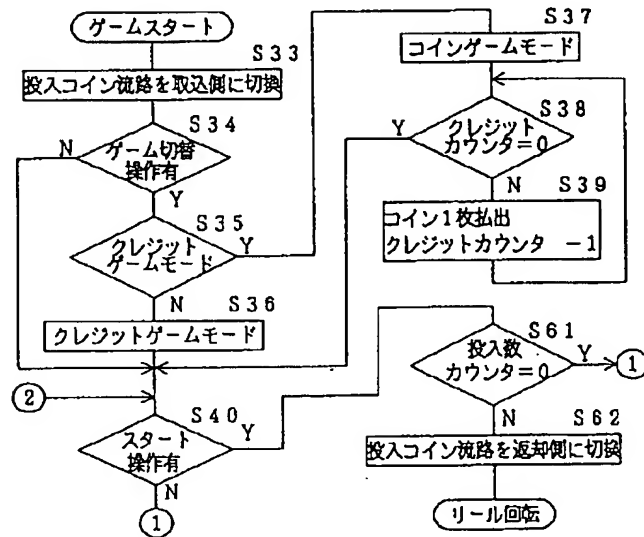 ゲームスタート
S33
投入コイン流路を取込側に切換
S34
N
ゲーム切替
操作有
Y
S35
クレジット
ゲームモード
Y
N
S36
クレジットゲームモード
2
S40
スタート
操作有
Y
N
1
S37
コインゲームモード
S38
Y
クレジット
カウンタ=0
N
S39
コイン1枚払出
クレジットカウンタ -1
S61
投入数
カウンタ=0
Y
1
N
S62
投入コイン流路を返却側に切換
リール回転